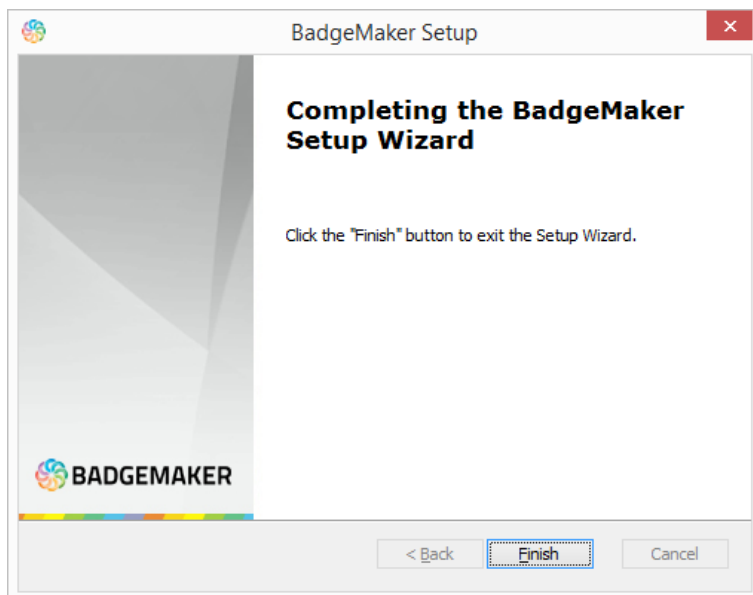 BadgeMaker Setup
Completing the BadgeMaker
Setup Wizard
Click the "Finish" button to exit the Setup Wizard.
BADGEMAKER
< Back Finish Cancel